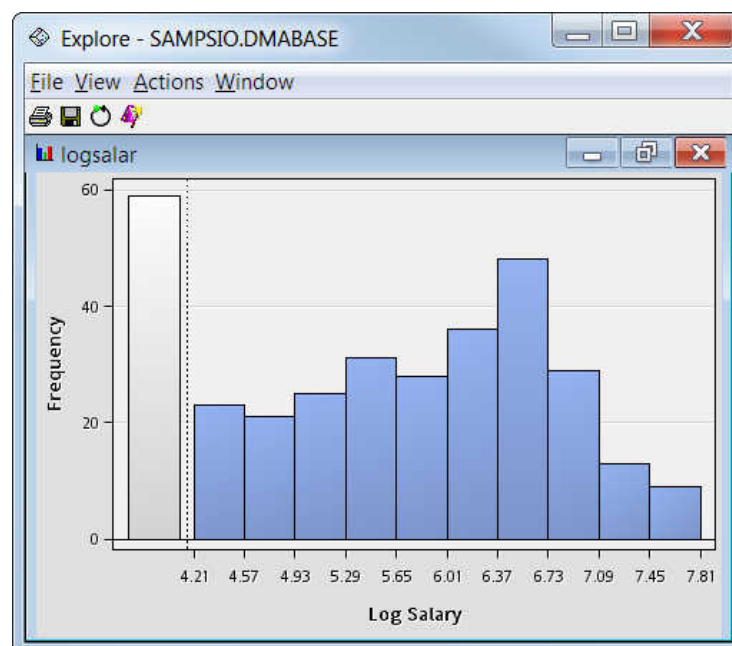 Explore - SAMPSIO.DMABASE
File View Actions Window
logsalar
60
40
20
0
Frequency
4.21 4.57 4.93 5.29 5.65 6.01 6.37 6.73 7.09 7.45 7.81
Log Salary